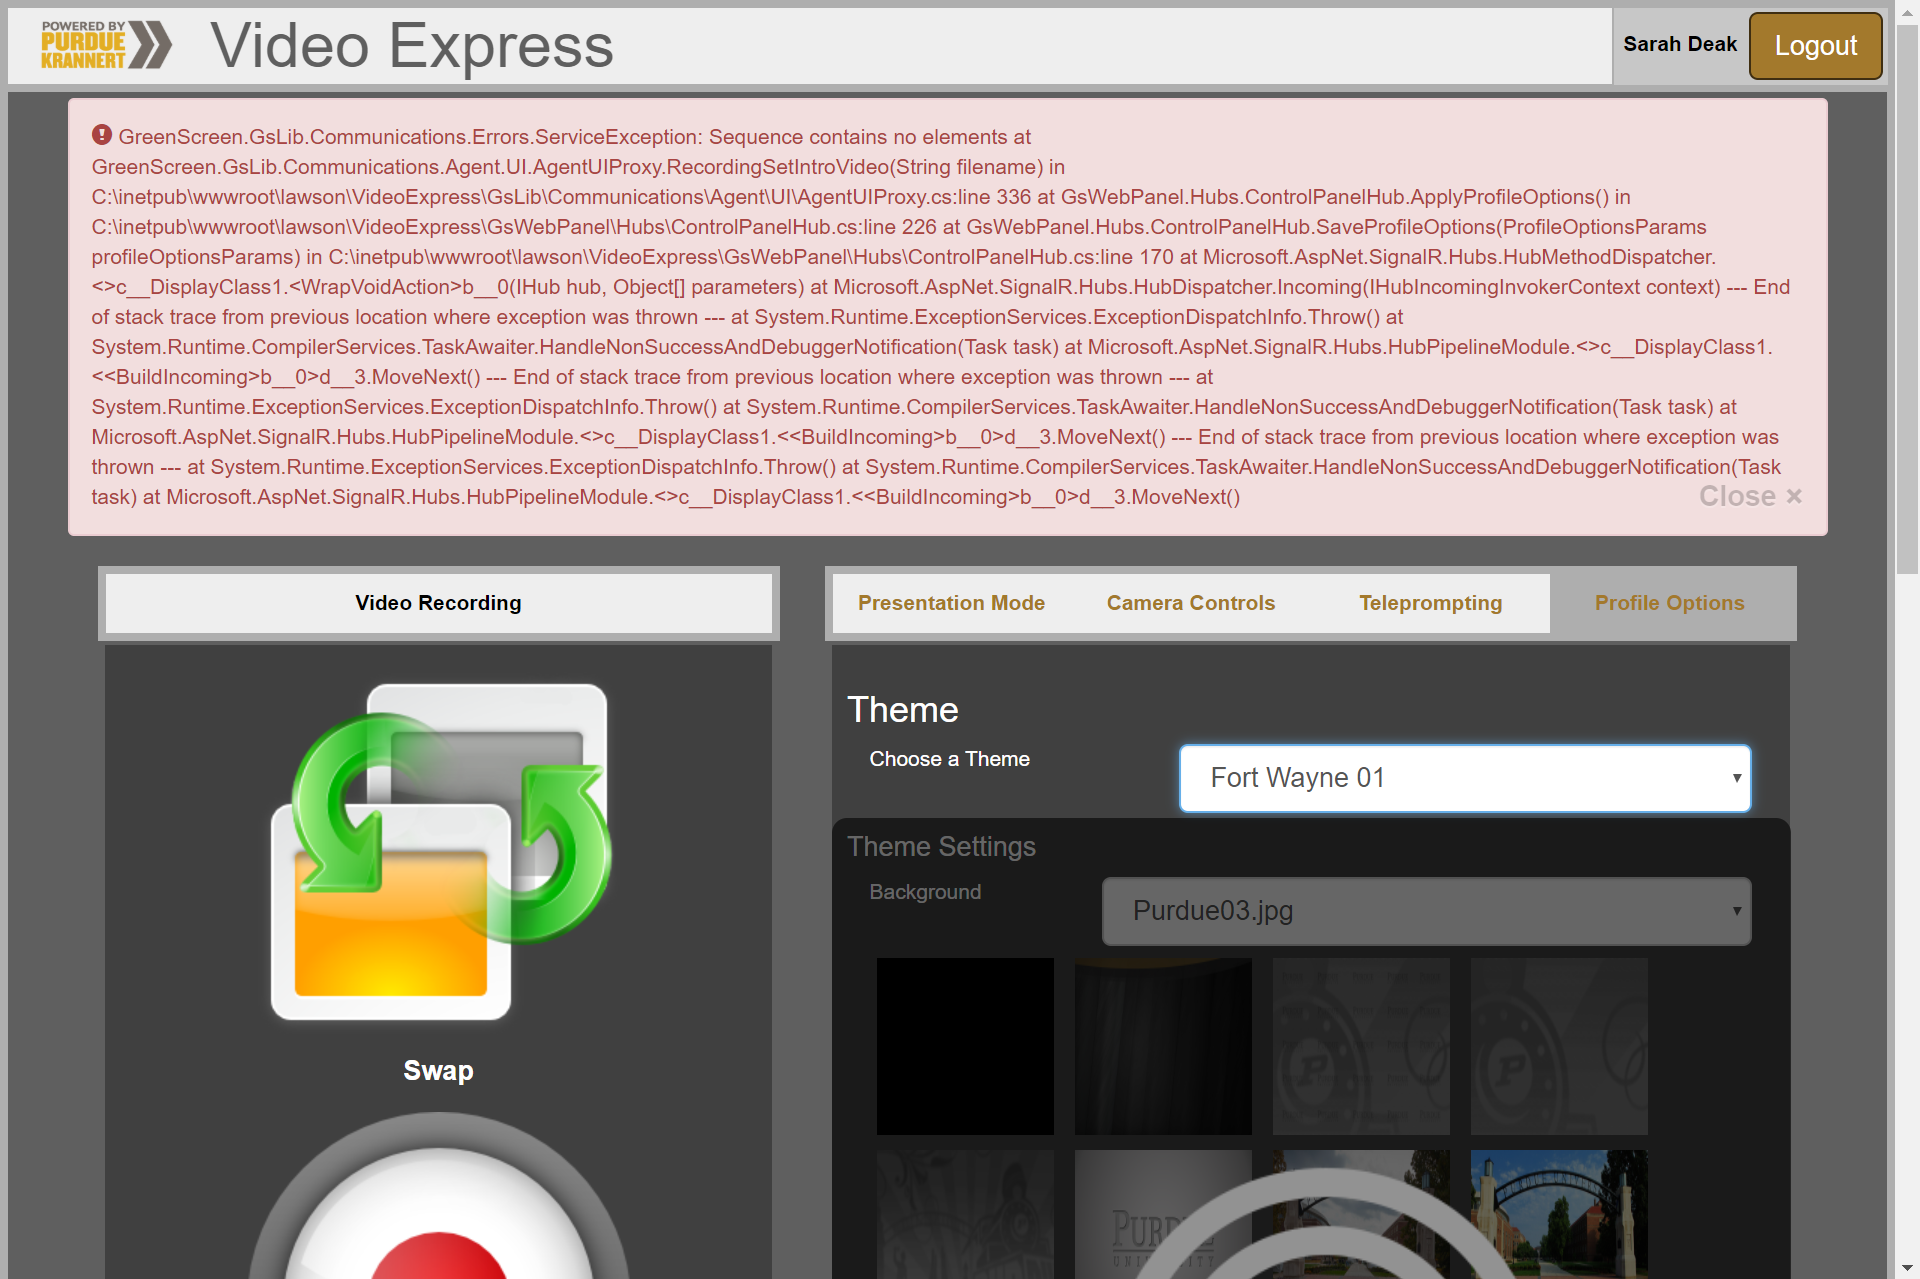 POWERED BY
PURDUE
KRANNERT
Video Express
Sarah Deak
Logout
GreenScreen.GsLib.Communications.Errors.ServiceException: Sequence contains no elements at
GreenScreen.GsLib.Communications.Agent.UI.AgentUIProxy.RecordingSetIntroVideo(String filename) in
C:\inetpub\wwwroot\lawson\VideoExpress\GsLib\Communications\Agent\UI\AgentUIProxy.cs:line 336 at GsWebPanel.Hubs.ControlPanelHub.ApplyProfileOptions() in
C:\inetpub\wwwroot\lawson\VideoExpress\GsWebPanel\Hubs\ControlPanelHub.cs:line 226 at GsWebPanel.Hubs.ControlPanelHub.SaveProfileOptions(ProfileOptionsParams
profileOptionsParams) in C:\inetpub\wwwroot\lawson\VideoExpress\GsWebPanel\Hubs\ControlPanelHub.cs:line 170 at Microsoft.AspNet.SignalR.Hubs.HubMethodDispatcher.
<>c__DisplayClass1.<WrapVoidAction>b__0(IHub hub, Object[] parameters) at Microsoft.AspNet.SignalR.Hubs.HubDispatcher.Incoming(IHubIncomingInvokerContext context) --- End
of stack trace from previous location where exception was thrown --- at System.Runtime.ExceptionServices.ExceptionDispatchInfo.Throw() at
System.Runtime.CompilerServices.TaskAwaiter.HandleNonSuccessAndDebuggerNotification(Task task) at Microsoft.AspNet.SignalR.Hubs.HubPipelineModule.<>c__DisplayClass1.
<<BuildIncoming>b__0>d__3.MoveNext() --- End of stack trace from previous location where exception was thrown --- at
System.Runtime.ExceptionServices.ExceptionDispatchInfo.Throw() at System.Runtime.CompilerServices.TaskAwaiter.HandleNonSuccessAndDebuggerNotification(Task task) at
Microsoft.AspNet.SignalR.Hubs.HubPipelineModule.<>c__DisplayClass1.<<BuildIncoming>b__0>d__3.MoveNext() --- End of stack trace from previous location where exception was
thrown --- at System.Runtime.ExceptionServices.ExceptionDispatchInfo.Throw() at System.Runtime.CompilerServices.TaskAwaiter.HandleNonSuccessAndDebuggerNotification(Task
task) at Microsoft.AspNet.SignalR.Hubs.HubPipelineModule.<>c__DisplayClass1.<<BuildIncoming>b__0>d__3.MoveNext()
Close ×
Video Recording
Presentation Mode
Camera Controls
Teleprompting
Profile Options
Theme
Choose a Theme
Fort Wayne 01
Theme Settings
Background
Purdue03.jpg
Swap
P
P